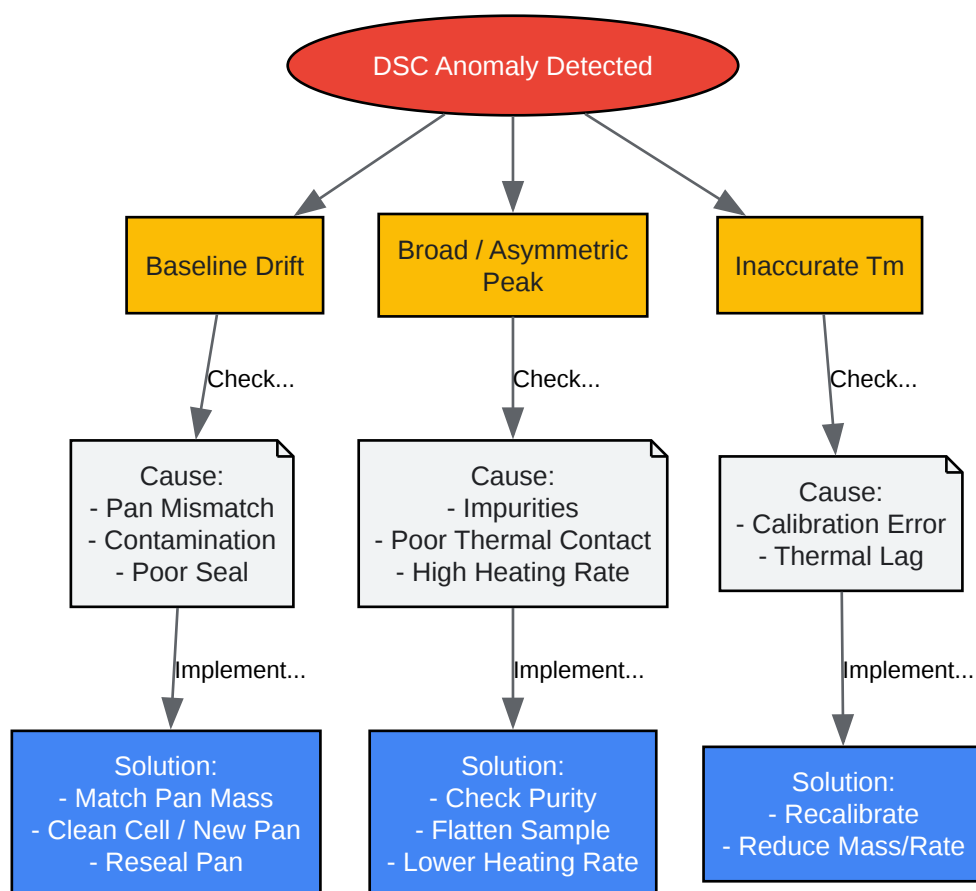 DSC Anomaly Detected
Baseline Drift
Broad / Asymmetric
Peak
Inaccurate Tm
Check...
Check...
Check...
Cause:
- Pan Mismatch
- Contamination
- Poor Seal
Cause:
- Impurities
- Poor Thermal Contact
- High Heating Rate
Cause:
- Calibration Error
- Thermal Lag
Implement...
Implement...
Implement...
Solution:
- Match Pan Mass
- Clean Cell / New Pan
- Reseal Pan
Solution:
- Check Purity
- Flatten Sample
- Lower Heating Rate
Solution:
- Recalibrate
- Reduce Mass/Rate